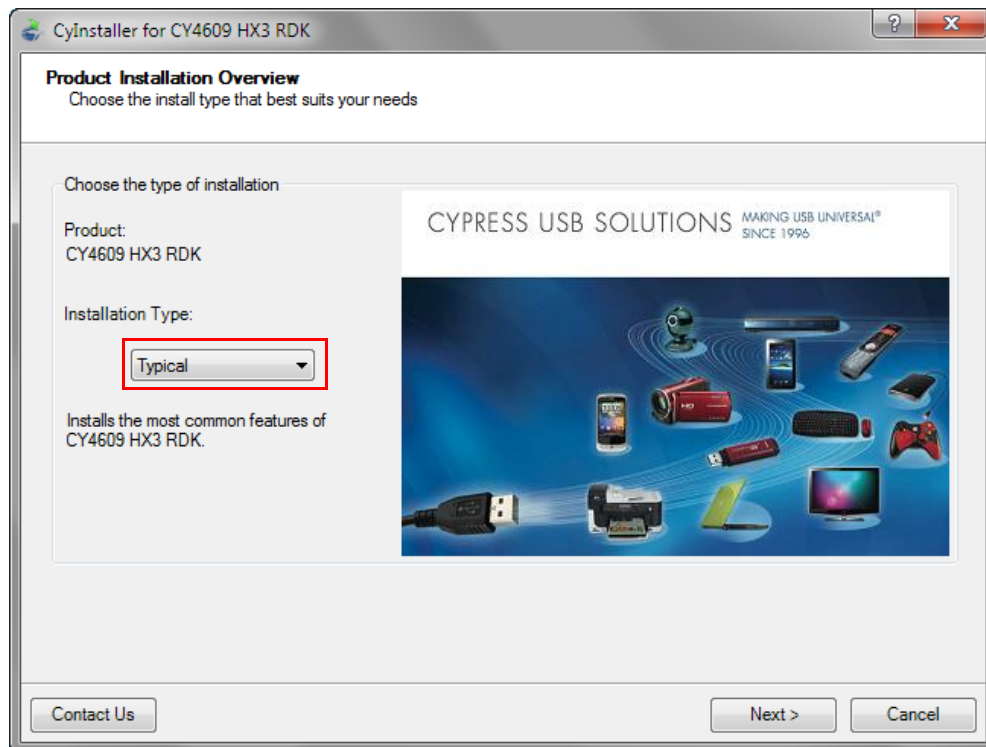 CyInstaller for CY4609 HX3 RDK
?
X
Product Installation Overview
Choose the install type that best suits your needs
Choose the type of installation
Product:
CY4609 HX3 RDK
Installation Type:
Typical
Installs the most common features of
CY4609 HX3 RDK.
CYPRESS USB SOLUTIONS
MAKING USB UNIVERSAL®
SINCE 1996
HD
Contact Us
Next >
Cancel